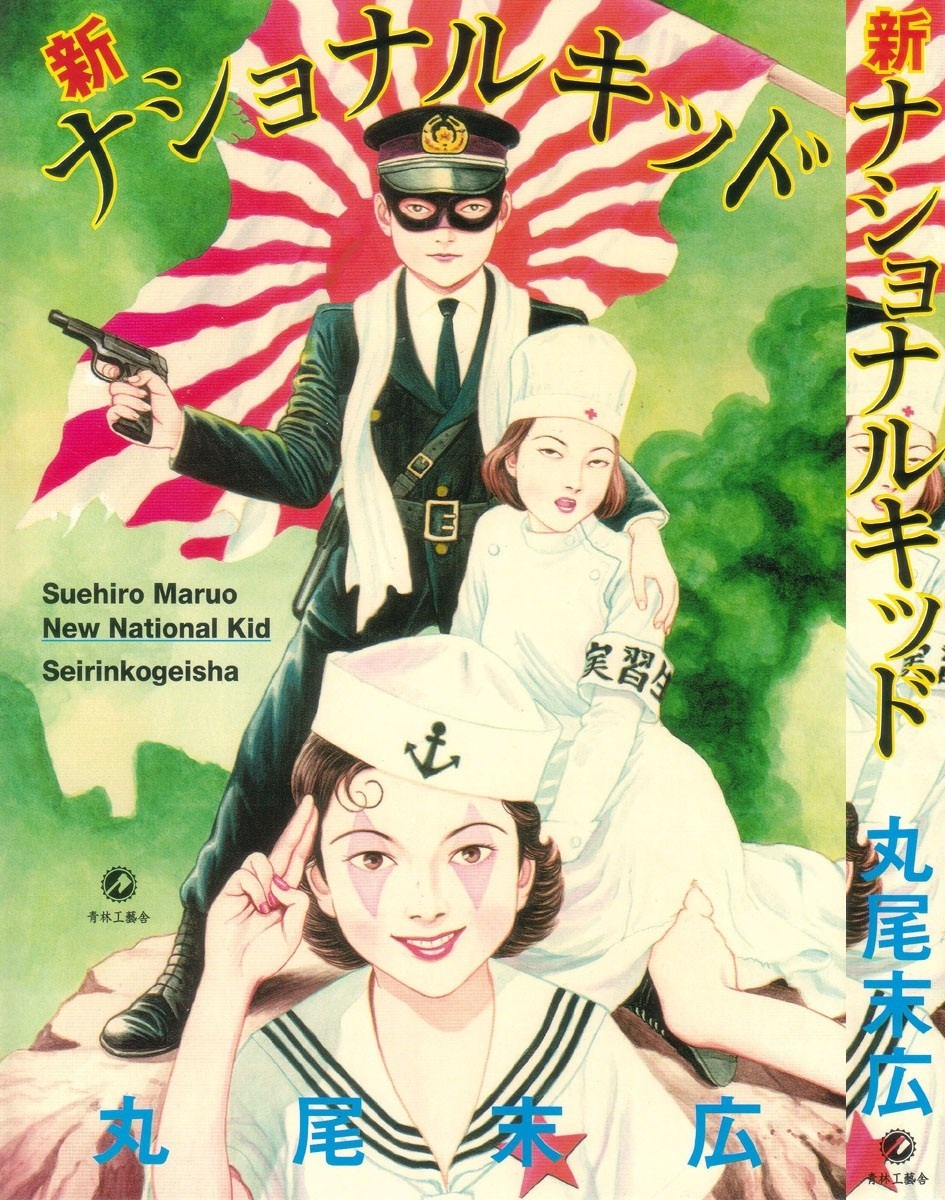 新
ナショナルキッド
Suehiro Maruo
New National Kid
Seirinkogeisha
実習生
青林工藝舎
丸尾末広
新
ナショナルキッド
丸尾末広
青林工藝舎